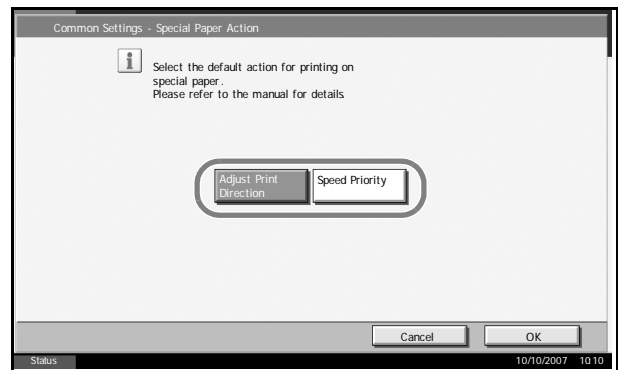 Common Settings - Special Paper Action
Select the default action for printing on
special paper.
Please refer to the manual for details.
Adjust Print
Direction
Speed Priority
Cancel
OK
Status
10/10/2007 10:10